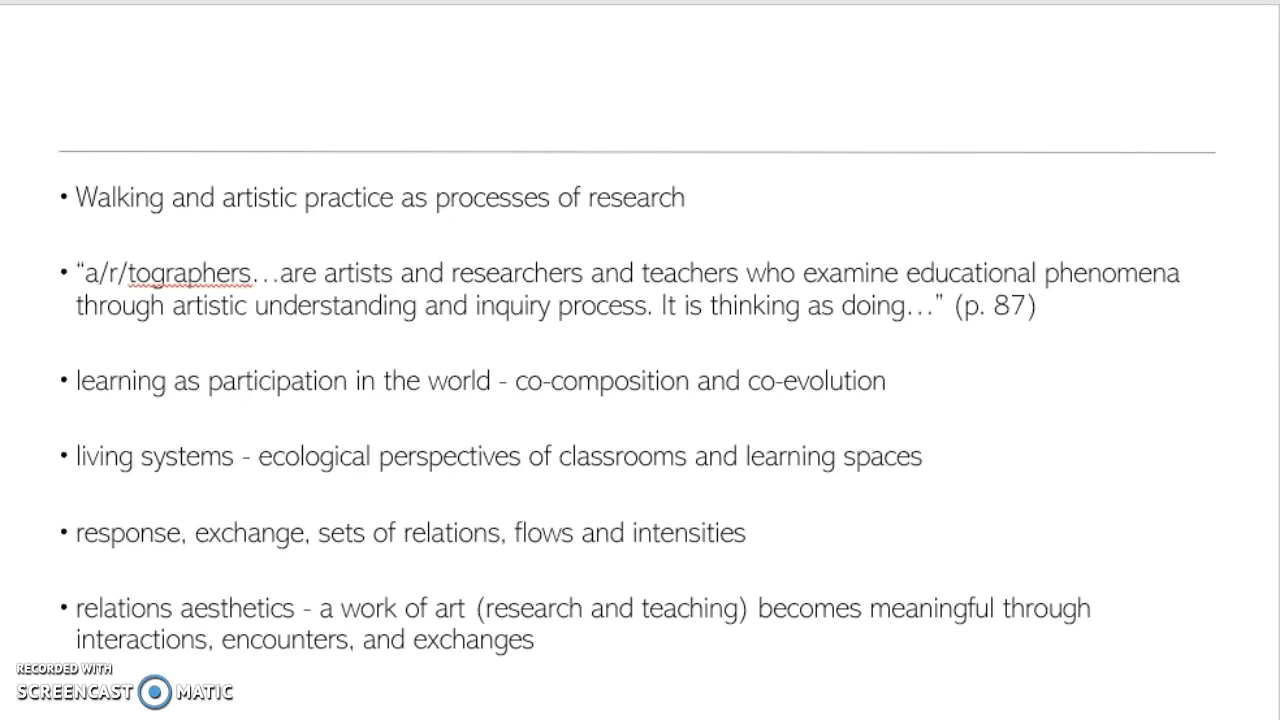 • Walking and artistic practice as processes of research
• “a/r/tographers...are artists and researchers and teachers who examine educational phenomena
through artistic understanding and inquiry process. It is thinking as doing...” (p. 87)
• learning as participation in the world - co-composition and co-evolution
• living systems - ecological perspectives of classrooms and learning spaces
• response, exchange, sets of relations, flows and intensities
• relations aesthetics - a work of art (research and teaching) becomes meaningful through
interactions, encounters, and exchanges
RECORDED WITH
SCREENCAST MATIC